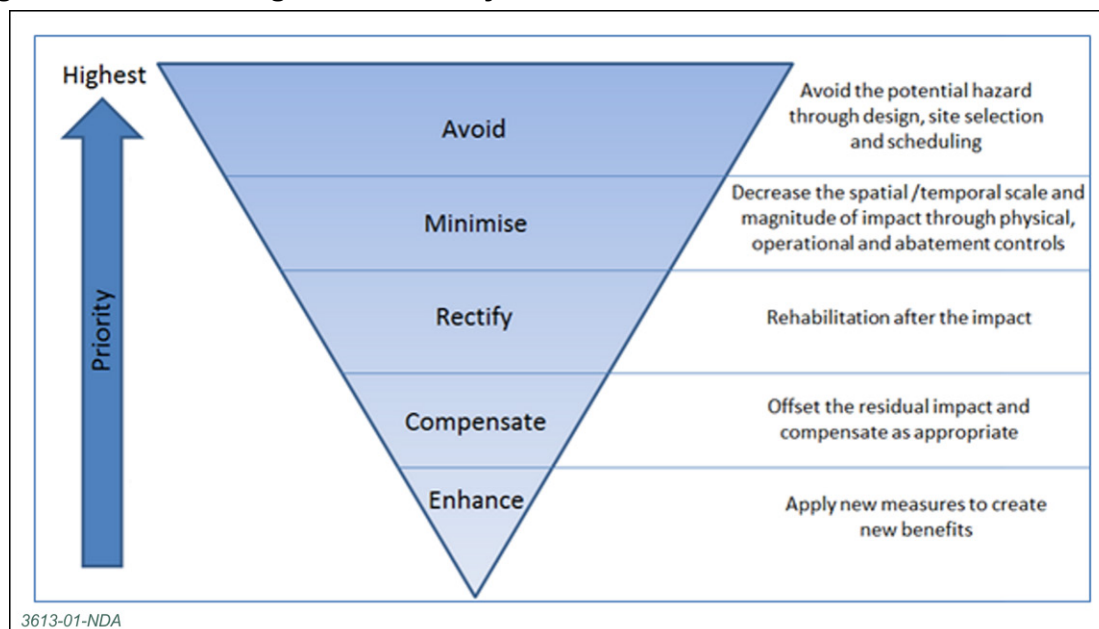 Highest
Priority
Avoid
Avoid the potential hazard
through design, site selection
and scheduling
Minimise
Decrease the spatial /temporal scale and
magnitude of impact through physical,
operational and abatement controls
Rectify
Rehabilitation after the impact
Compensate
Offset the residual impact and
compensate as appropriate
Enhance
Apply new measures to create
new benefits
3613-01-NDA